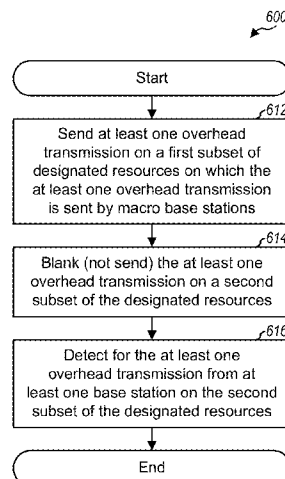 600
Start
612
Send at least one overhead
transmission on a first subset of
designated resources on which the
at least one overhead transmission
is sent by macro base stations
614
Blank (not send) the at least one
overhead transmission on a second
subset of the designated resources
616
Detect for the at least one
overhead transmission from at
least one base station on the second
subset of the designated resources
End